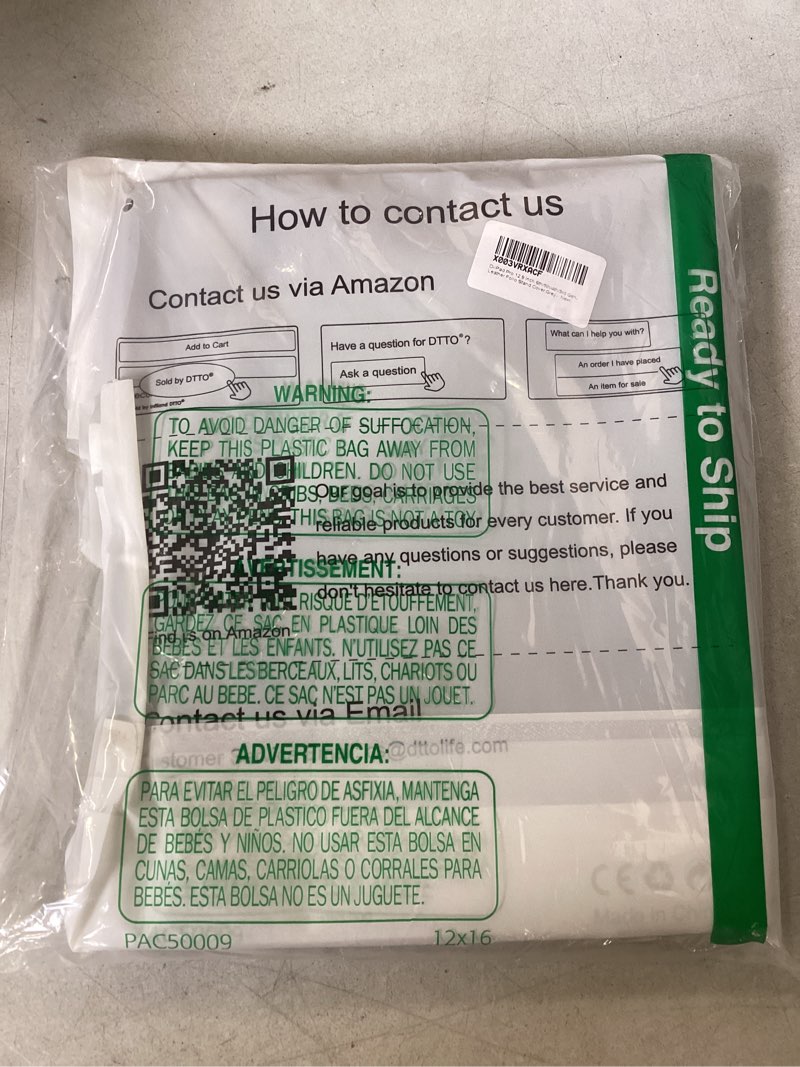 How to contact us
X003VRXACF
Contact us via Amazon
Add to Cart
Sold by DTTO®
Have a question for DTTO®?
Ask a question
What can I help you with?
An order I have placed
An item for sale
Ready to Ship
WARNING:
TO AVOID DANGER OF SUFFOCATION,
KEEP THIS PLASTIC BAG AWAY FROM
CHILDREN. DO NOT USE
BEDS, CARRIAGES
THIS BAG IS NOT A TOY.
Our goal is to provide the best service and
reliable products for every customer. If you
have any questions or suggestions, please
don't hesitate to contact us here.Thank you.
AVERTISSEMENT:
RISQUE D'ETOUFFEMENT,
GARDEZ CE SAC EN PLASTIQUE LOIN DES
BEBES ET LES ENFANTS. N'UTILISEZ PAS CE
SAC DANS LES BERCEAUX, LITS, CHARIOTS OU
PARC AU BEBE. CE SAC N'EST PAS UN JOUET.
on Amazon
Contact us via Email
@dttolife.com
ADVERTENCIA:
PARA EVITAR EL PELIGRO DE ASFIXIA, MANTENGA
ESTA BOLSA DE PLASTICO FUERA DEL ALCANCE
DE BEBÉS Y NIÑOS. NO USAR ESTA BOLSA EN
CUNAS, CAMAS, CARRIOLAS O CORRALES PARA
BEBÉS. ESTA BOLSA NO ES UN JUGUETE.
CE
Made in
PAC50009
12x16